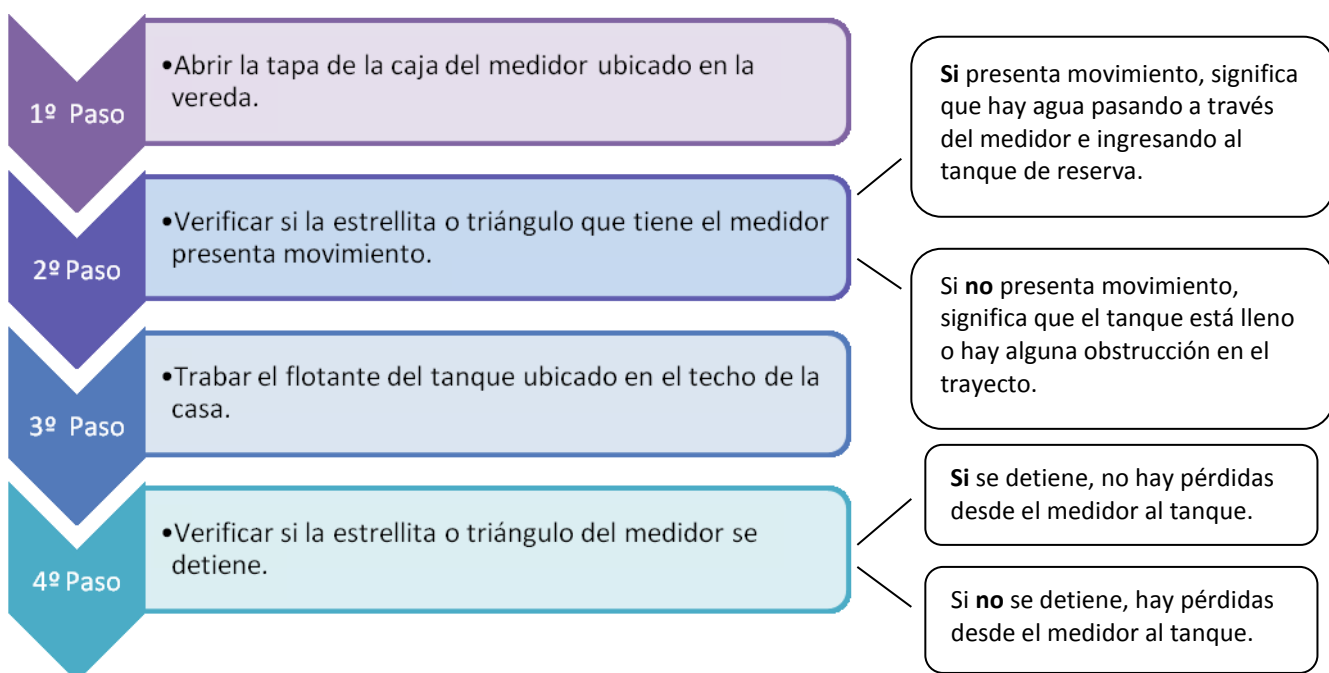 1º Paso
•Abrir la tapa de la caja del medidor ubicado en la
vereda.
2º Paso
•Verificar si la estrellita o triángulo que tiene el medidor
presenta movimiento.
Si presenta movimiento, significa
que hay agua pasando a través
del medidor e ingresando al
tanque de reserva.
Si no presenta movimiento,
significa que el tanque está lleno
o hay alguna obstrucción en el
trayecto.
3º Paso
•Trabar el flotante del tanque ubicado en el techo de la
casa.
4º Paso
•Verificar si la estrellita o triángulo del medidor se
detiene.
Si se detiene, no hay pérdidas
desde el medidor al tanque.
Si no se detiene, hay pérdidas
desde el medidor al tanque.